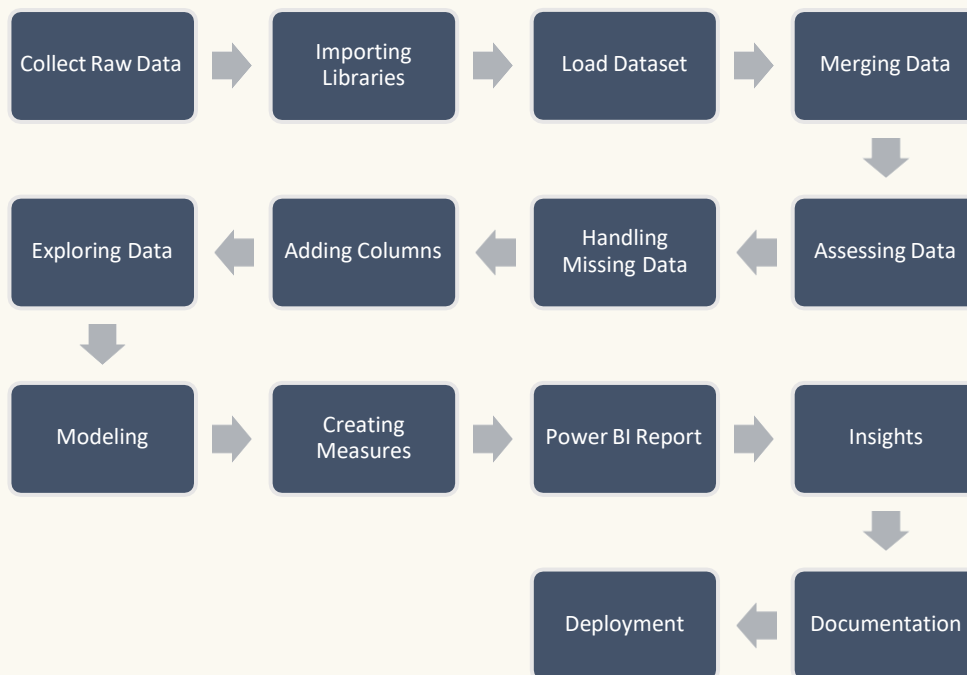 Collect Raw Data
Importing
Libraries
Load Dataset
Merging Data
Assessing Data
Handling
Missing Data
Adding Columns
Exploring Data
Modeling
Creating
Measures
Power BI Report
Insights
Documentation
Deployment